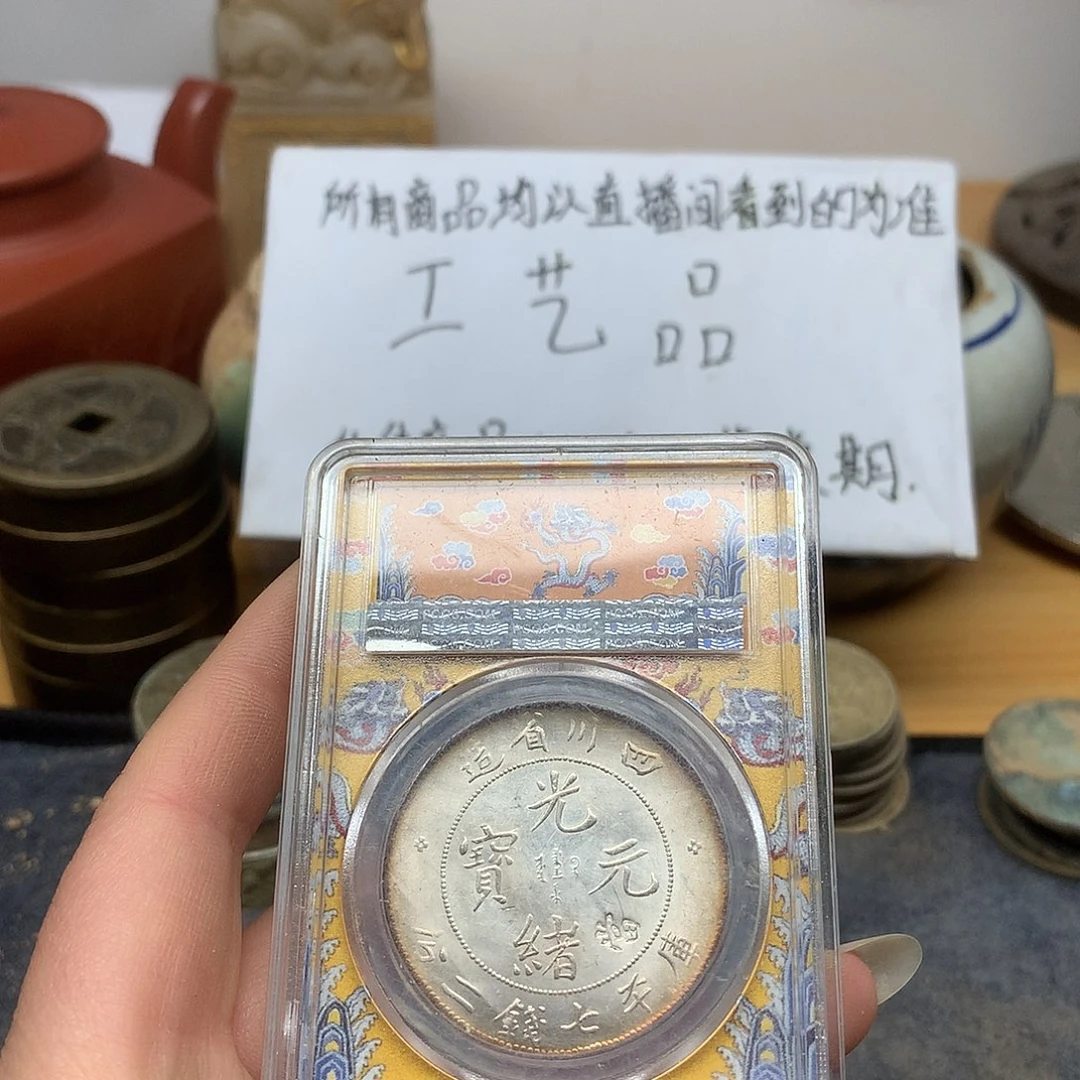 所有商品均以直播间看到的为准
工艺品
期.
四川省造
光緒元寶
庫平七錢二分